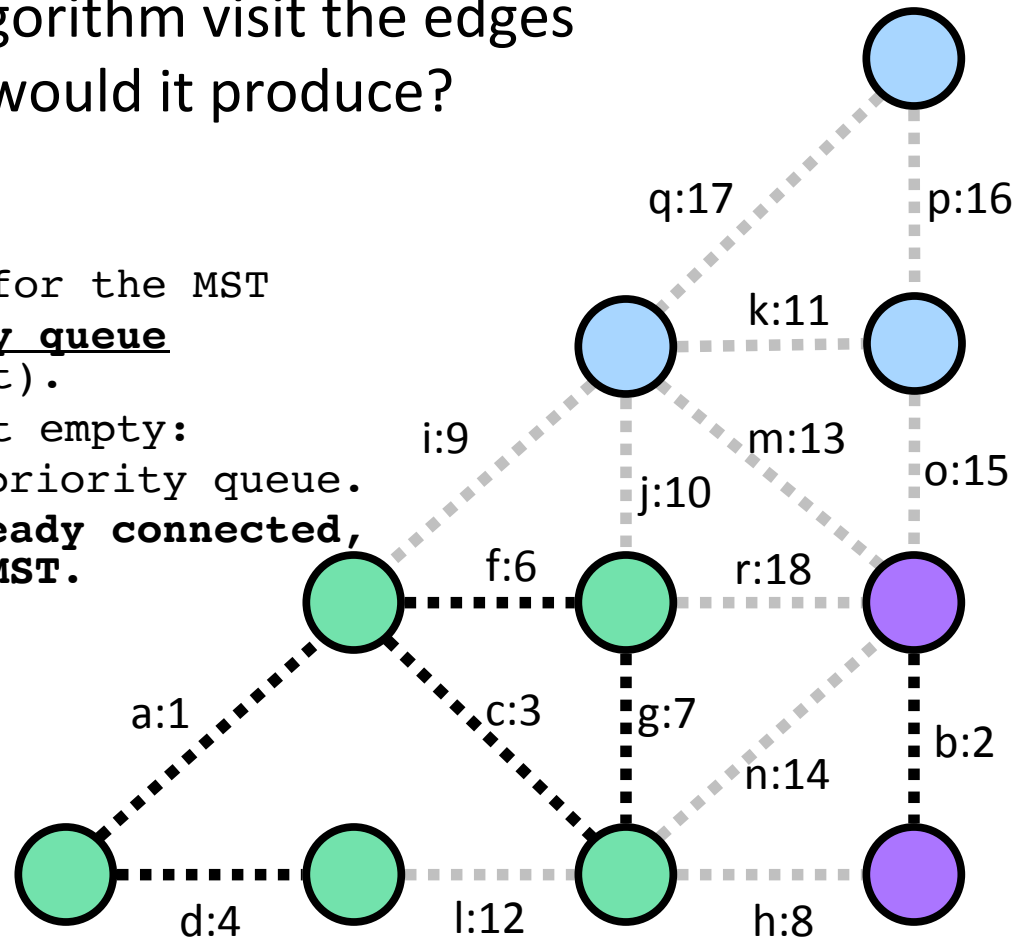 gorithm visit the edges
would it produce?
for the MST
y queue
t).
t empty:
priority queue.
eady connected,
MST.
q:17
p:16
k:11
i:9
m:13
j:10
o:15
f:6
r:18
a:1
c:3
g:7
n:14
b:2
d:4
l:12
h:8